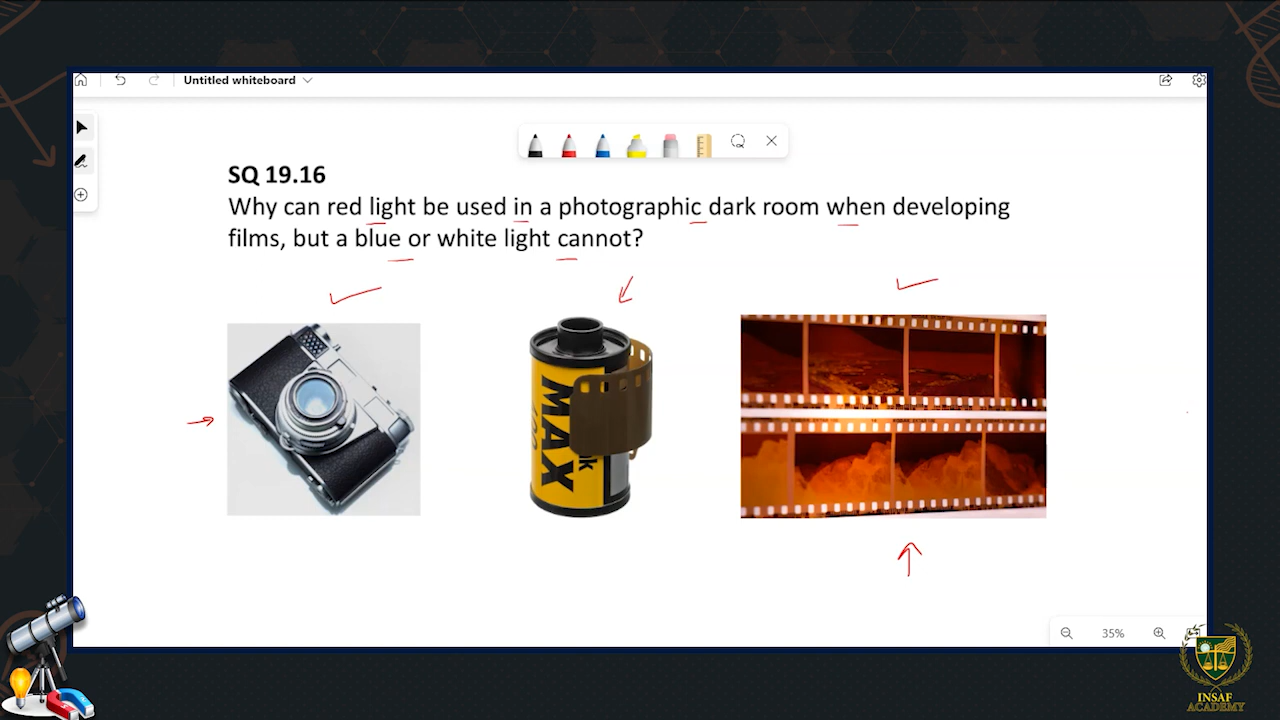 Untitled whiteboard
SQ 19.16
Why can red light be used in a photographic dark room when developing
films, but a blue or white light cannot?
MAX
35%
INSAF
ACADEMY